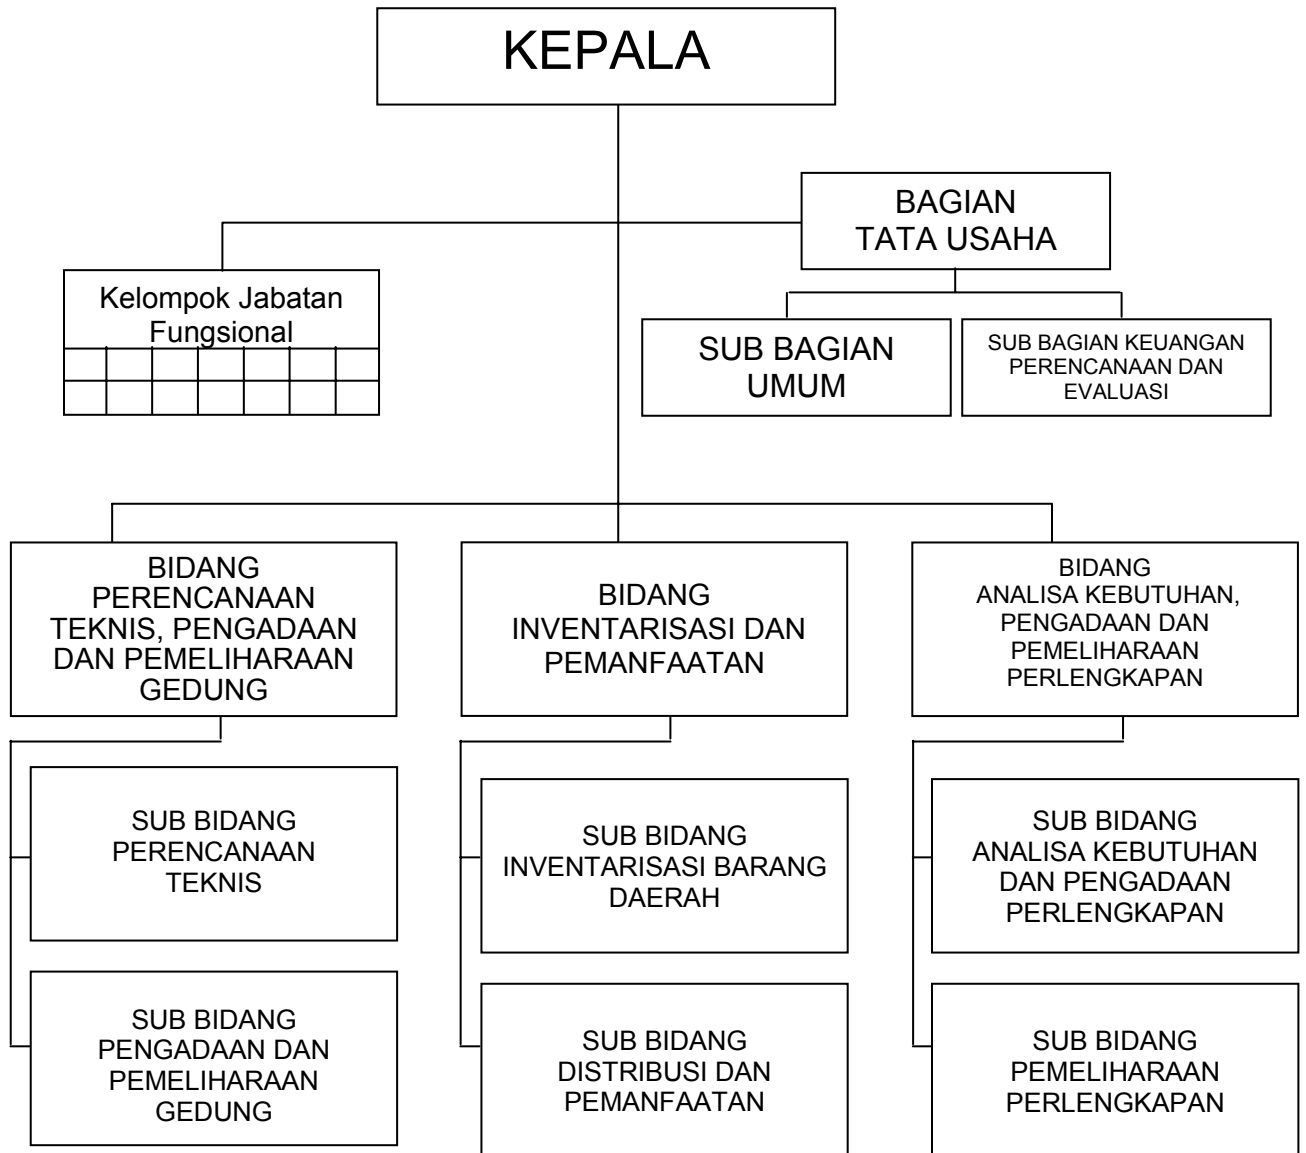 KEPALA
BAGIAN
TATA USAHA
Kelompok Jabatan
Fungsional
SUB BAGIAN
UMUM
SUB BAGIAN KEUANGAN
PERENCANAAN DAN
EVALUASI
BIDANG
PERENCANAAN
TEKNIS, PENGADAAN
DAN PEMELIHARAAN
GEDUNG
BIDANG
INVENTARISASI DAN
PEMANFAATAN
BIDANG
ANALISA KEBUTUHAN,
PENGADAAN DAN
PEMELIHARAAN
PERLENGKAPAN
SUB BIDANG
PERENCANAAN
TEKNIS
SUB BIDANG
INVENTARISASI BARANG
DAERAH
SUB BIDANG
ANALISA KEBUTUHAN
DAN PENGADAAN
PERLENGKAPAN
SUB BIDANG
PENGADAAN DAN
PEMELIHARAAN
GEDUNG
SUB BIDANG
DISTRIBUSI DAN
PEMANFAATAN
SUB BIDANG
PEMELIHARAAN
PERLENGKAPAN